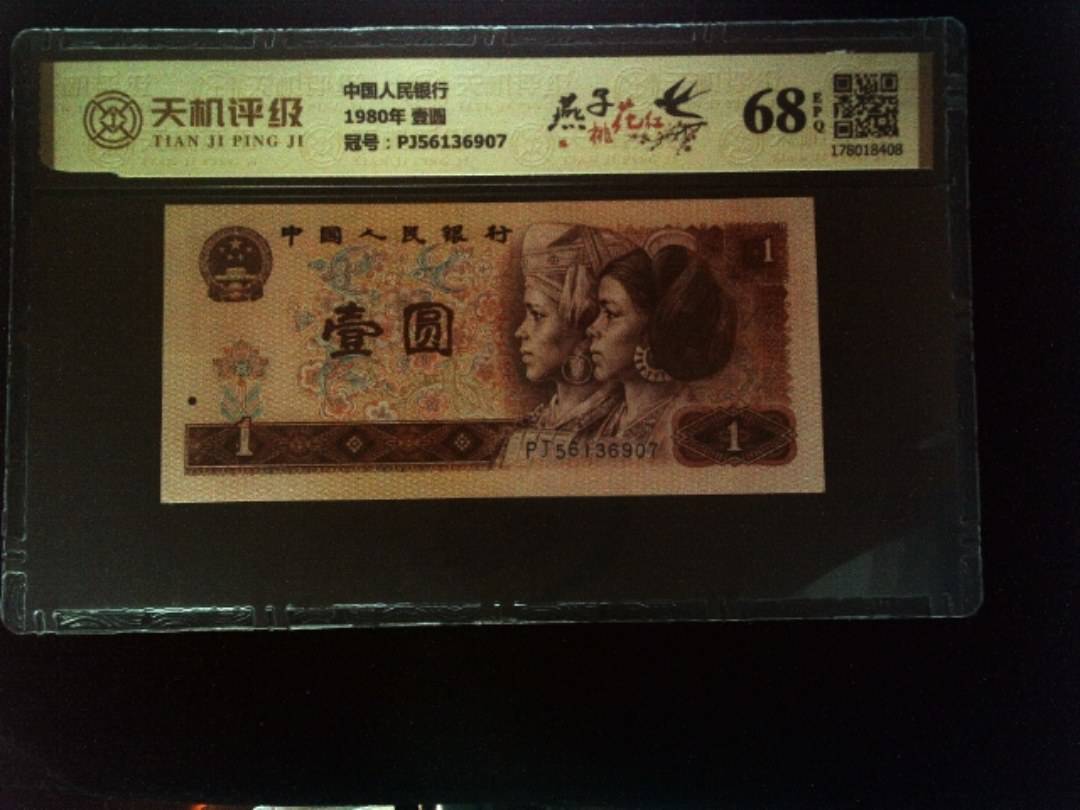 天机评级
TIAN JI PING JI
中国人民银行
1980年 壹圆
冠号：PJ56136907
燕子
桃花红
68
EPQ
178018408
中国人民银行
1
壹圆
1
PJ56136907
1